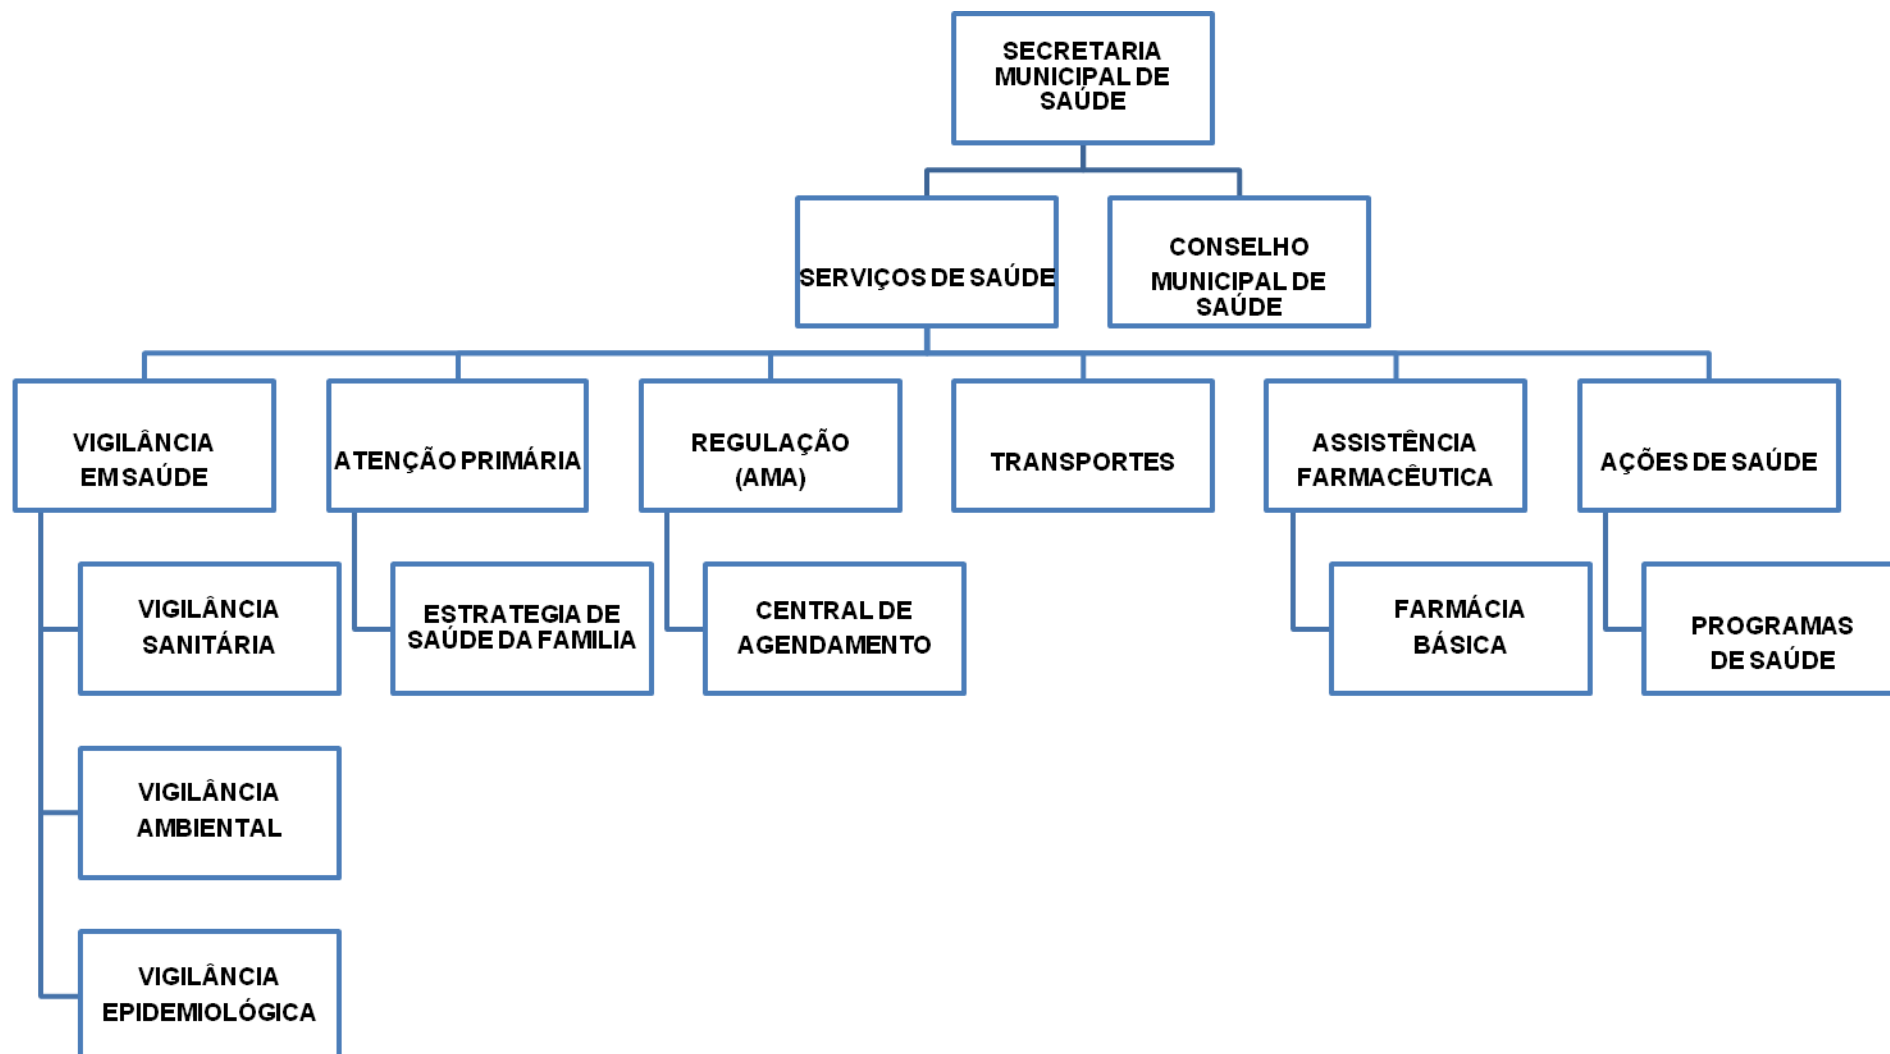 SECRETARIA
MUNICIPAL DE
SAÚDE
SERVIÇOS DE SAÚDE
CONSELHO
MUNICIPAL DE
SAÚDE
VIGILÂNCIA
EM SAÚDE
ATENÇÃO PRIMÁRIA
REGULAÇÃO
(AMA)
TRANSPORTES
ASSISTÊNCIA
FARMACÊUTICA
AÇÕES DE SAÚDE
VIGILÂNCIA
SANITÁRIA
ESTRATEGIA DE
SAÚDE DA FAMILIA
CENTRAL DE
AGENDAMENTO
FARMÁCIA
BÁSICA
PROGRAMAS
DE SAÚDE
VIGILÂNCIA
AMBIENTAL
VIGILÂNCIA
EPIDEMIOLÓGICA